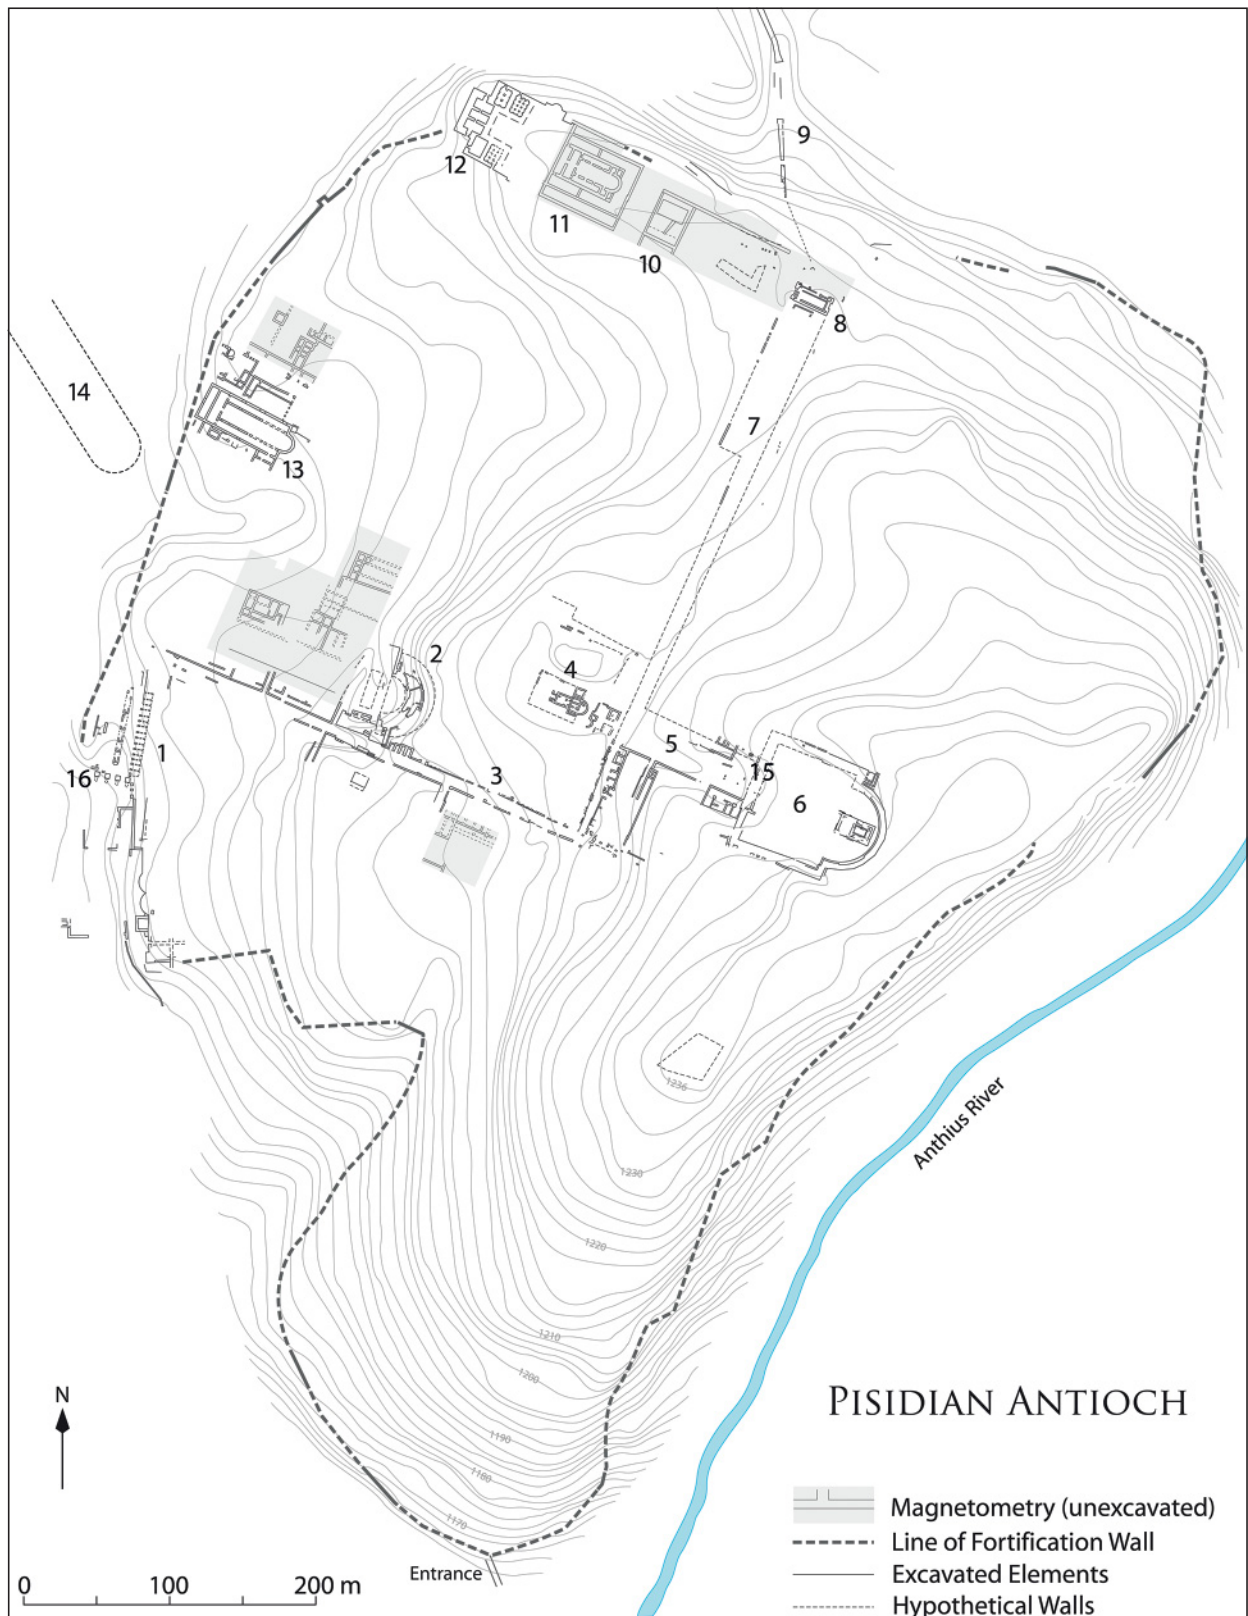 9
12
11
10
8
14
7
13
2
4
5
1
15
16
3
6
1236
Anthius River
1230
1220
1210
1200
1190
1180
1170
N
PISIDIAN ANTIOCH
Magnetometry (unexcavated)
Line of Fortification Wall
Excavated Elements
Hypothetical Walls
Entrance
0 100 200 m